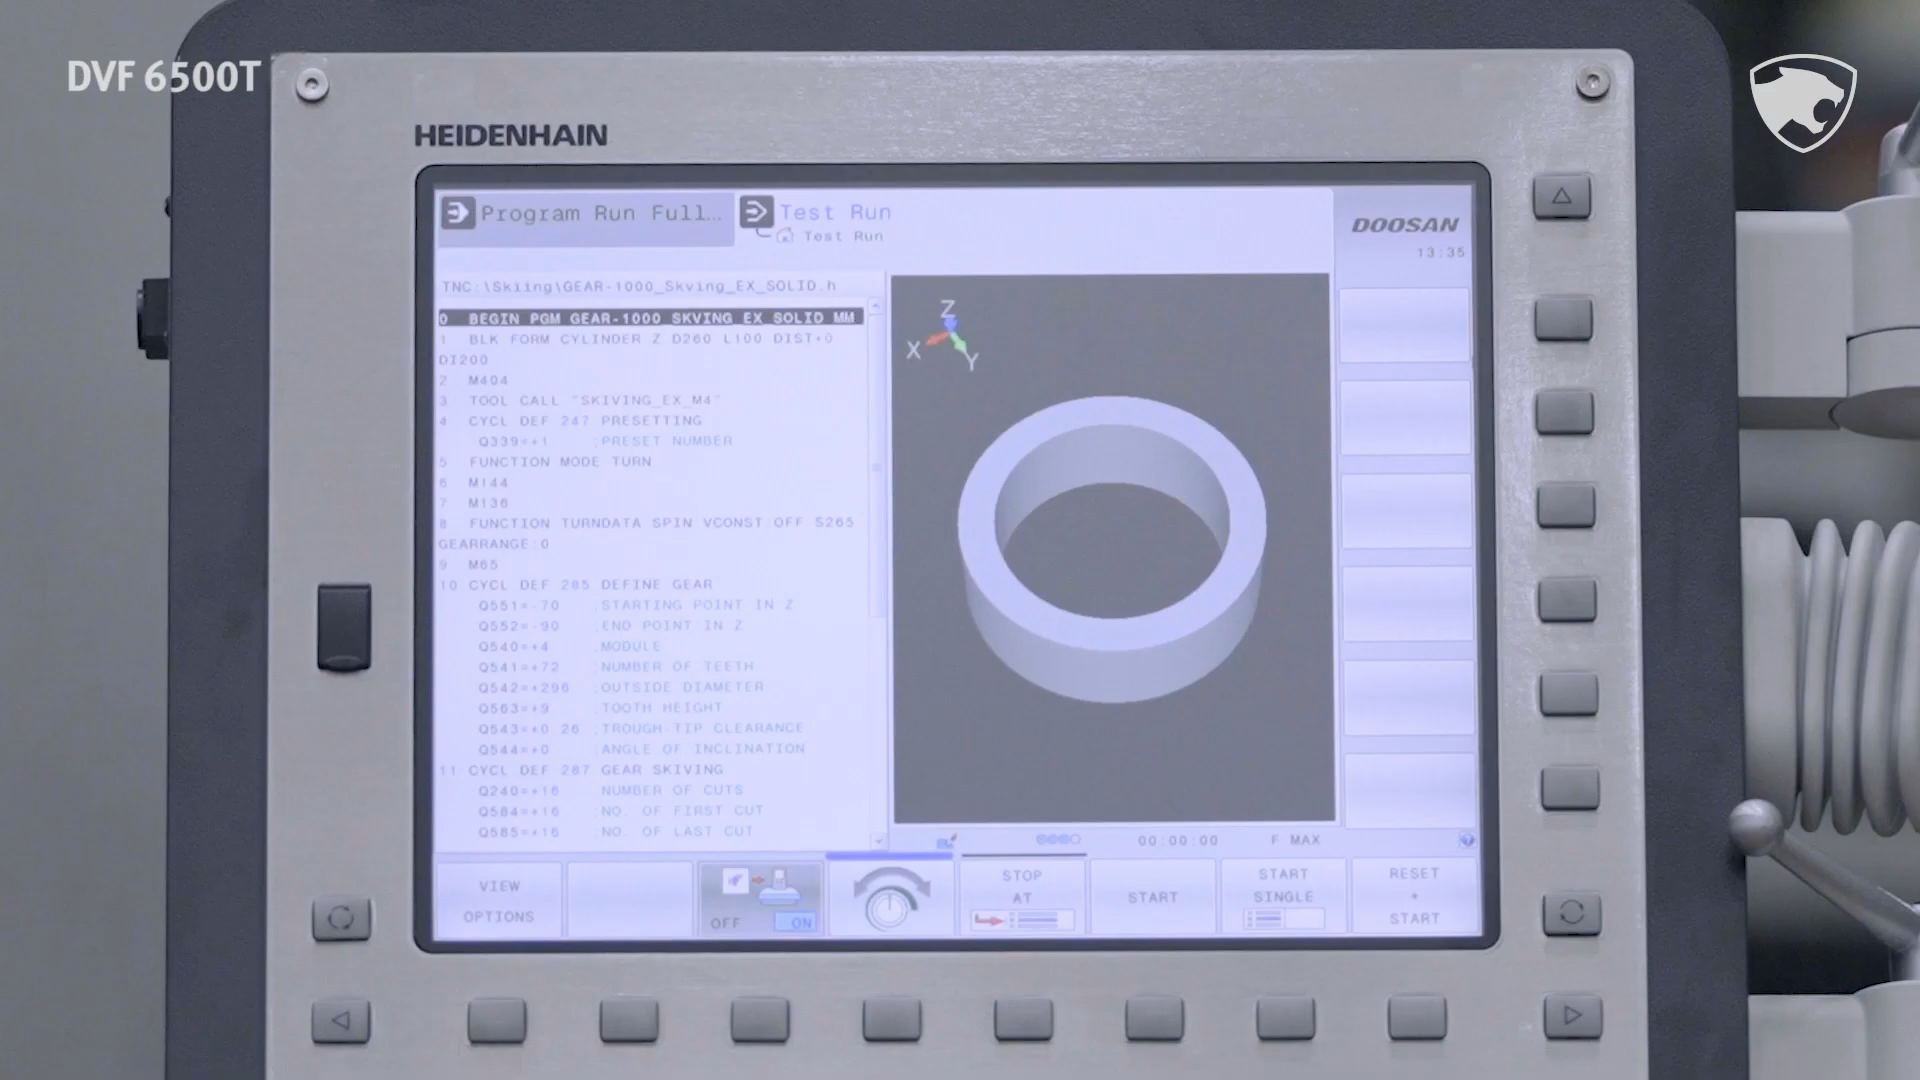 DVF 6500T
HEIDENHAIN
Program Run Full...
Test Run
Test Run
DOOSAN
13:35
TNC:\Skiing\GEAR-1000_Skving_EX_SOLID.h
0 BEGIN PGM GEAR-1000_SKVING_EX_SOLID MM
1 BLK FORM CYLINDER Z D260 L100 DIST+0
DI200
2 M404
3 TOOL CALL "SKIVING_EX_M4"
4 CYCL DEF 247 PRESETTING
Q339=+1 ;PRESET NUMBER
5 FUNCTION MODE TURN
6 M144
7 M136
8 FUNCTION TURNDATA SPIN VCONST:OFF S265
GEARRANGE:0
9 M65
10 CYCL DEF 285 DEFINE GEAR
Q551=-70 ;STARTING POINT IN Z
Q552=-90 ;END POINT IN Z
Q540=+4 ;MODULE
Q541=+72 ;NUMBER OF TEETH
Q542=+296 ;OUTSIDE DIAMETER
Q563=+9 ;TOOTH HEIGHT
Q543=+0.26 ;TROUGH-TIP CLEARANCE
Q544=+0 ;ANGLE OF INCLINATION
11 CYCL DEF 287 GEAR SKIVING
Q240=+16 ;NUMBER OF CUTS
Q584=+16 ;NO. OF FIRST CUT
Q585=+16 ;NO. OF LAST CUT
Z
X
Y
00:00:00
F MAX
VIEW
OPTIONS
OFF
ON
STOP
AT
START
START
SINGLE
RESET
+
START